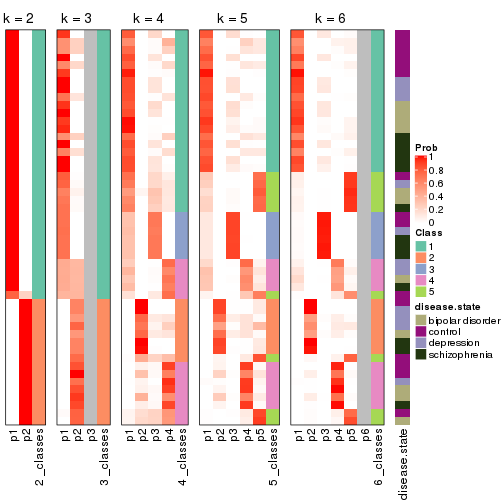 k = 2
k = 3
k = 4
k = 5
k = 6
Prob
1
0.8
0.6
0.4
0.2
0
Class
1
2
3
4
5
disease.state
bipolar disorder
control
depression
schizophrenia
p1
p2
2_classes
p1
p2
p3
3_classes
p1
p2
p3
p4
4_classes
p1
p2
p3
p4
p5
5_classes
p1
p2
p3
p4
p5
p6
6_classes
disease.state